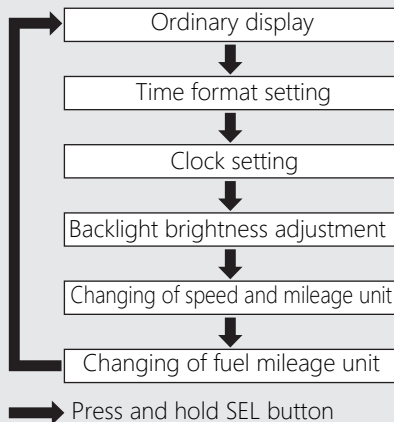 Ordinary display
Time format setting
Clock setting
Backlight brightness adjustment
Changing of speed and mileage unit
Changing of fuel mileage unit
Press and hold SEL button